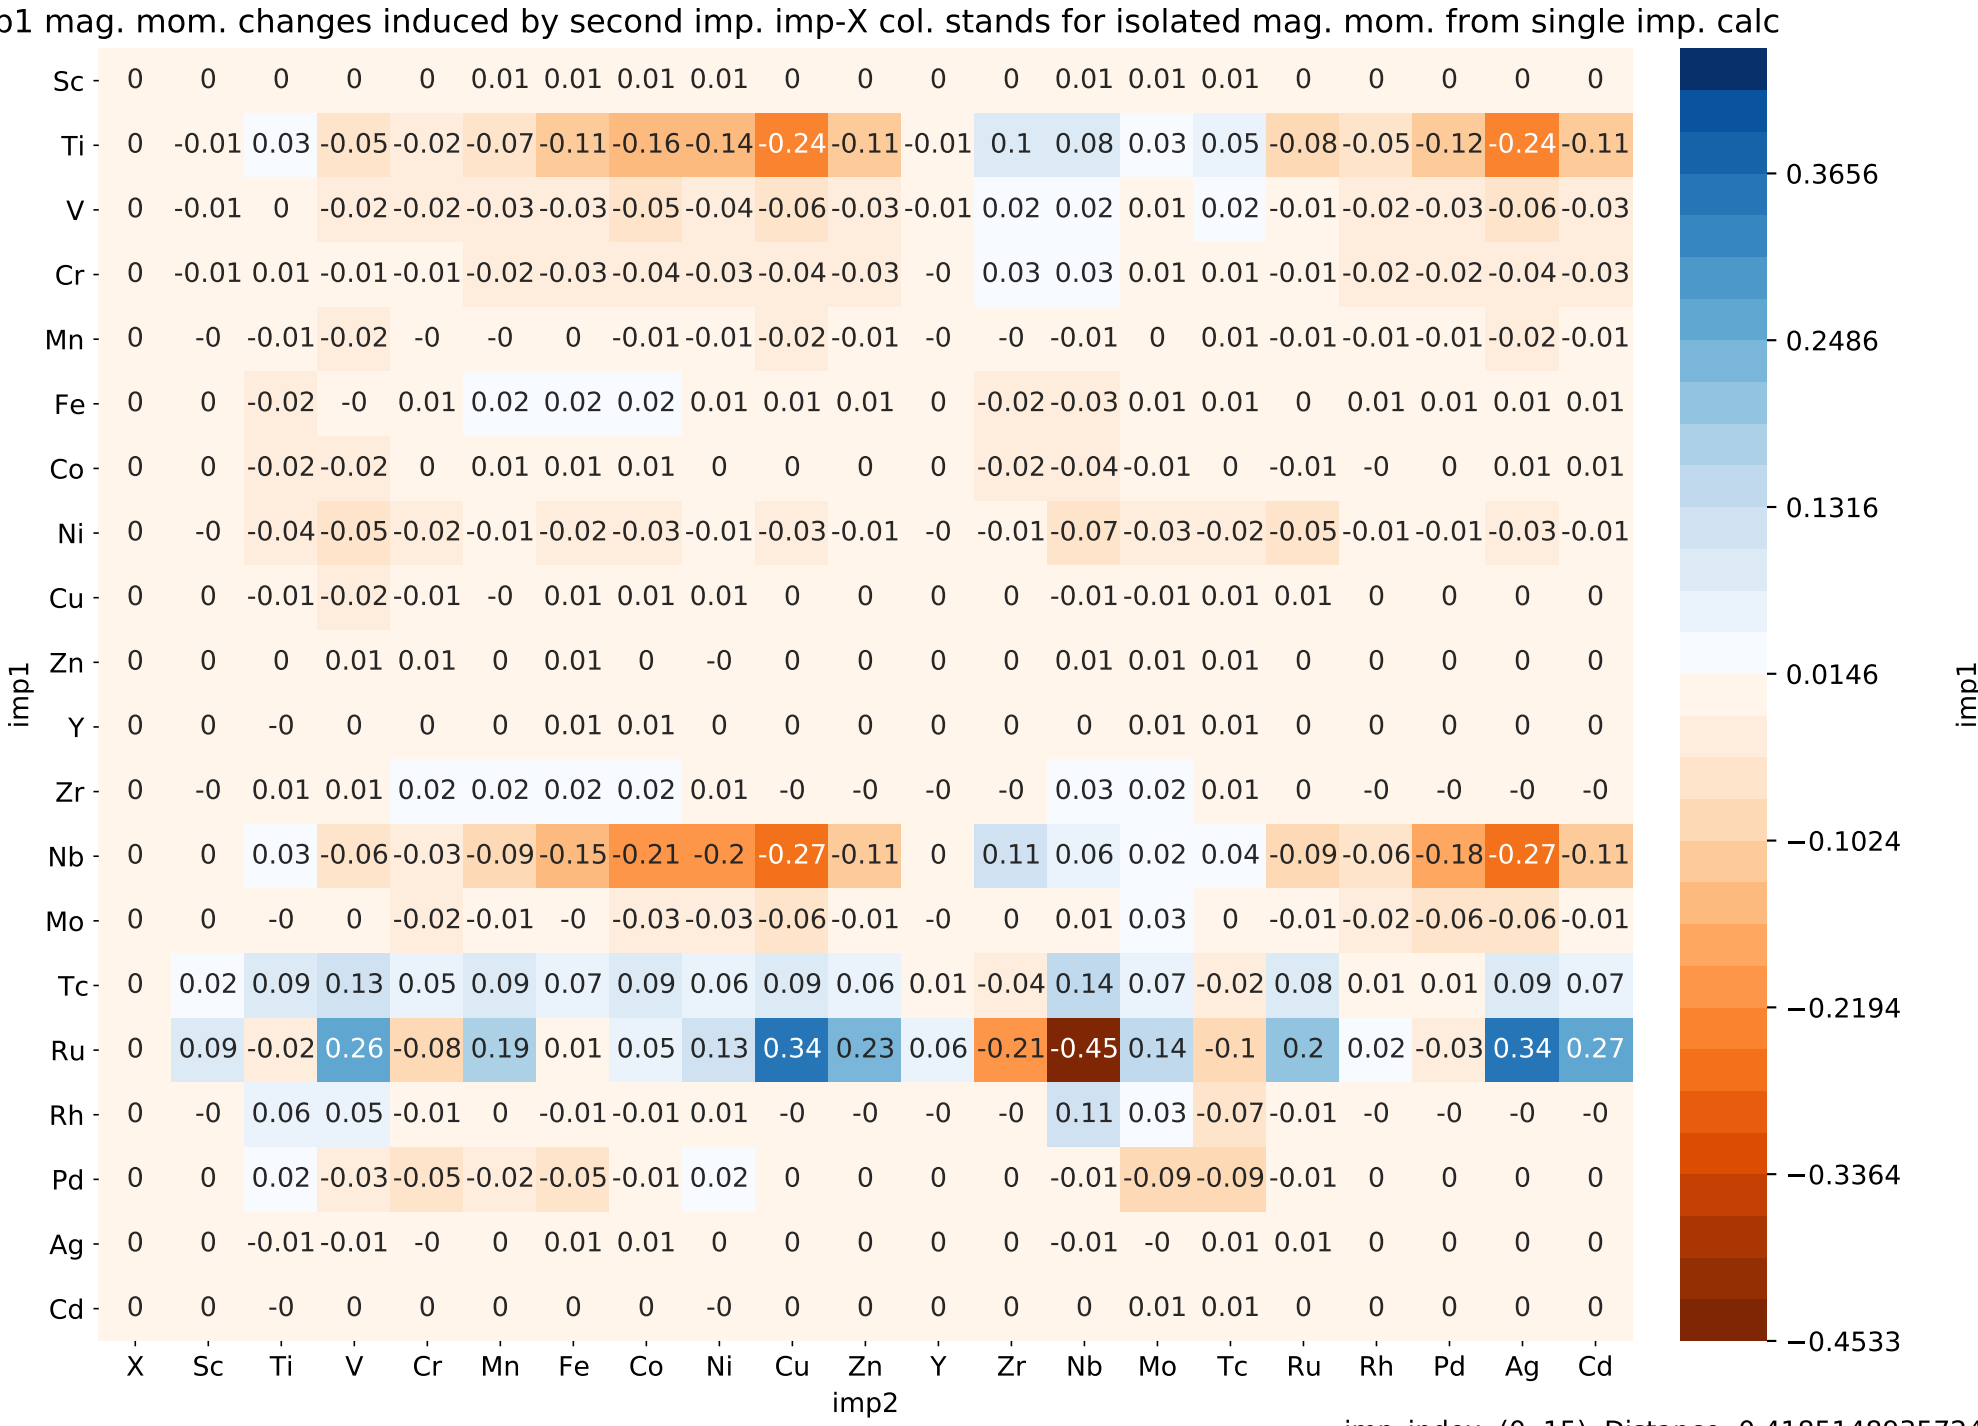 p1 mag. mom. changes induced by second imp. imp-X col. stands for isolated mag. mom. from single imp. calc
Sc 0 0 0 0 0 0.01 0.01 0.01 0.01 0 0 0 0 0.01 0.01 0.01 0 0 0 0 0
Ti 0 -0.01 0.03 -0.05 -0.02 -0.07 -0.11 -0.16 -0.14 -0.24 -0.11 -0.01 0.1 0.08 0.03 0.05 -0.08 -0.05 -0.12 -0.24 -0.11
V 0 -0.01 0 -0.02 -0.02 -0.03 -0.03 -0.05 -0.04 -0.06 -0.03 -0.01 0.02 0.02 0.01 0.02 -0.01 -0.02 -0.03 -0.06 -0.03
Cr 0 -0.01 0.01 -0.01 -0.01 -0.02 -0.03 -0.04 -0.03 -0.04 -0.03 -0 0.03 0.03 0.01 0.01 -0.01 -0.02 -0.02 -0.04 -0.03
Mn 0 -0 -0.01 -0.02 -0 -0 0 -0.01 -0.01 -0.02 -0.01 -0 -0 -0.01 0 0.01 -0.01 -0.01 -0.01 -0.02 -0.01
Fe 0 0 -0.02 -0 0.01 0.02 0.02 0.02 0.01 0.01 0.01 0 -0.02 -0.03 0.01 0.01 0 0.01 0.01 0.01 0.01
Co 0 0 -0.02 -0.02 0 0.01 0.01 0.01 0 0 0 0 -0.02 -0.04 -0.01 0 -0.01 -0 0 0.01 0.01
Ni 0 -0 -0.04 -0.05 -0.02 -0.01 -0.02 -0.03 -0.01 -0.03 -0.01 -0 -0.01 -0.07 -0.03 -0.02 -0.05 -0.01 -0.01 -0.03 -0.01
Cu 0 0 -0.01 -0.02 -0.01 -0 0.01 0.01 0.01 0 0 0 0 -0.01 -0.01 0.01 0.01 0 0 0 0
Zn 0 0 0 0.01 0.01 0 0.01 0 -0 0 0 0 0 0.01 0.01 0.01 0 0 0 0 0
Y 0 0 -0 0 0 0 0.01 0.01 0 0 0 0 0 0 0.01 0.01 0 0 0 0 0
Zr 0 -0 0.01 0.01 0.02 0.02 0.02 0.02 0.01 -0 -0 -0 -0 0.03 0.02 0.01 0 -0 -0 -0 -0
Nb 0 0 0.03 -0.06 -0.03 -0.09 -0.15 -0.21 -0.2 -0.27 -0.11 0 0.11 0.06 0.02 0.04 -0.09 -0.06 -0.18 -0.27 -0.11
Mo 0 0 -0 0 -0.02 -0.01 -0 -0.03 -0.03 -0.06 -0.01 -0 0 0.01 0.03 0 -0.01 -0.02 -0.06 -0.06 -0.01
Tc 0 0.02 0.09 0.13 0.05 0.09 0.07 0.09 0.06 0.09 0.06 0.01 -0.04 0.14 0.07 -0.02 0.08 0.01 0.01 0.09 0.07
Ru 0 0.09 -0.02 0.26 -0.08 0.19 0.01 0.05 0.13 0.34 0.23 0.06 -0.21 -0.45 0.14 -0.1 0.2 0.02 -0.03 0.34 0.27
Rh 0 -0 0.06 0.05 -0.01 0 -0.01 -0.01 0.01 -0 -0 -0 -0 0.11 0.03 -0.07 -0.01 -0 -0 -0 -0
Pd 0 0 0.02 -0.03 -0.05 -0.02 -0.05 -0.01 0.02 0 0 0 0 -0.01 -0.09 -0.09 -0.01 0 0 0 0
Ag 0 0 -0.01 -0.01 -0 0 0.01 0.01 0 0 0 0 0 -0.01 -0 0.01 0.01 0 0 0 0
Cd 0 0 -0 0 0 0 0 0 -0 0 0 0 0 0 0.01 0.01 0 0 0 0 0
X Sc Ti V Cr Mn Fe Co Ni Cu Zn Y Zr Nb Mo Tc Ru Rh Pd Ag Cd
imp2
imp1
0.3656
0.2486
0.1316
0.0146
−0.1024
−0.2194
−0.3364
−0.4533
imp1